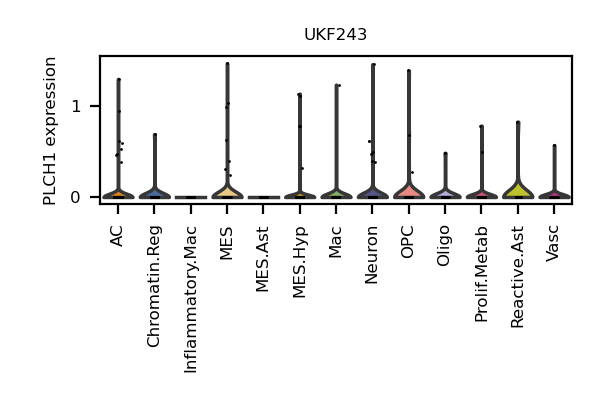 UKF243
PLCH1 expression
1
0
AC
Chromatin.Reg
Inflammatory.Mac
MES
MES.Ast
MES.Hyp
Mac
Neuron
OPC
Oligo
Prolif.Metab
Reactive.Ast
Vasc